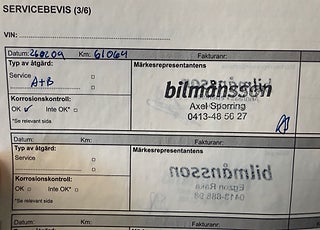 SERVICEBEVIS (3/6)
VIN:
Datum: 260209 Km: 61064 Fakturanr:
Typ av åtgärd: Märkesrepresentantens
Service
A+B
bilmånsson
Axel Sporring
0413-48 56 27
Korrosionskontroll:
OK ✓ Inte OK*
*Se relevant sida
Datum: Km: Fakturanr:
Typ av åtgärd: Märkesrepresentantens
Service
bilmånsson
Korrosionskontroll:
OK Inte OK*
*Se relevant sida
Datum: Km: Fakturanr: